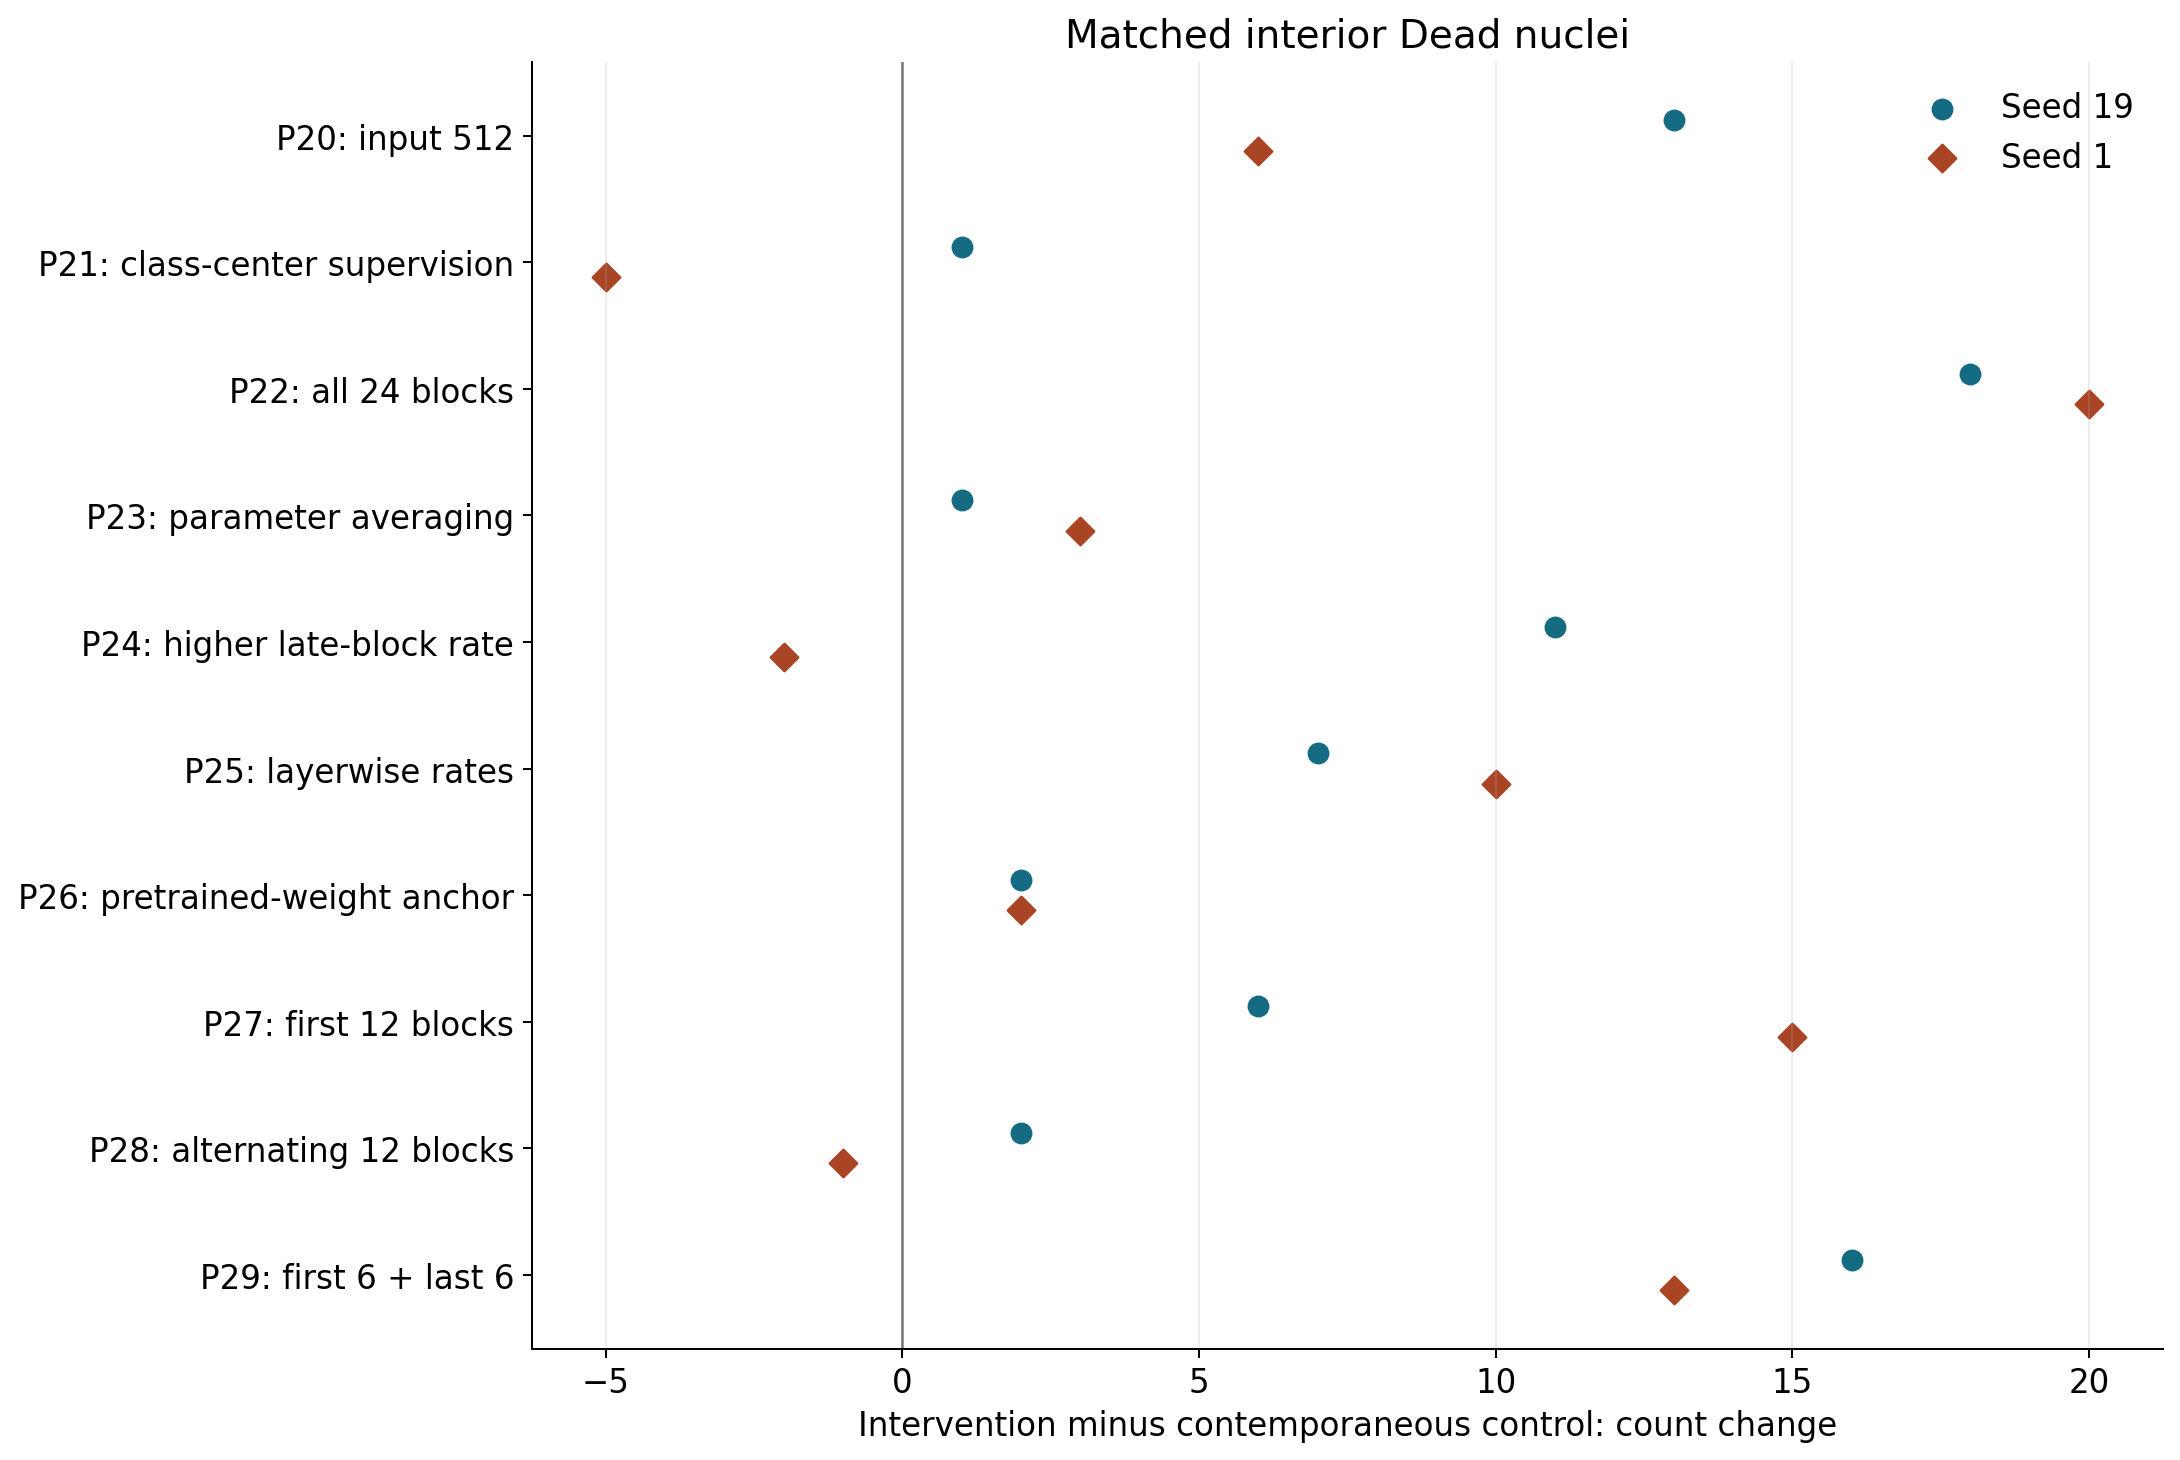 Matched interior Dead nuclei
Seed 19
Seed 1
P20: input 512
P21: class-center supervision
P22: all 24 blocks
P23: parameter averaging
P24: higher late-block rate
P25: layerwise rates
P26: pretrained-weight anchor
P27: first 12 blocks
P28: alternating 12 blocks
P29: first 6 + last 6
−5 0 5 10 15 20
Intervention minus contemporaneous control: count change